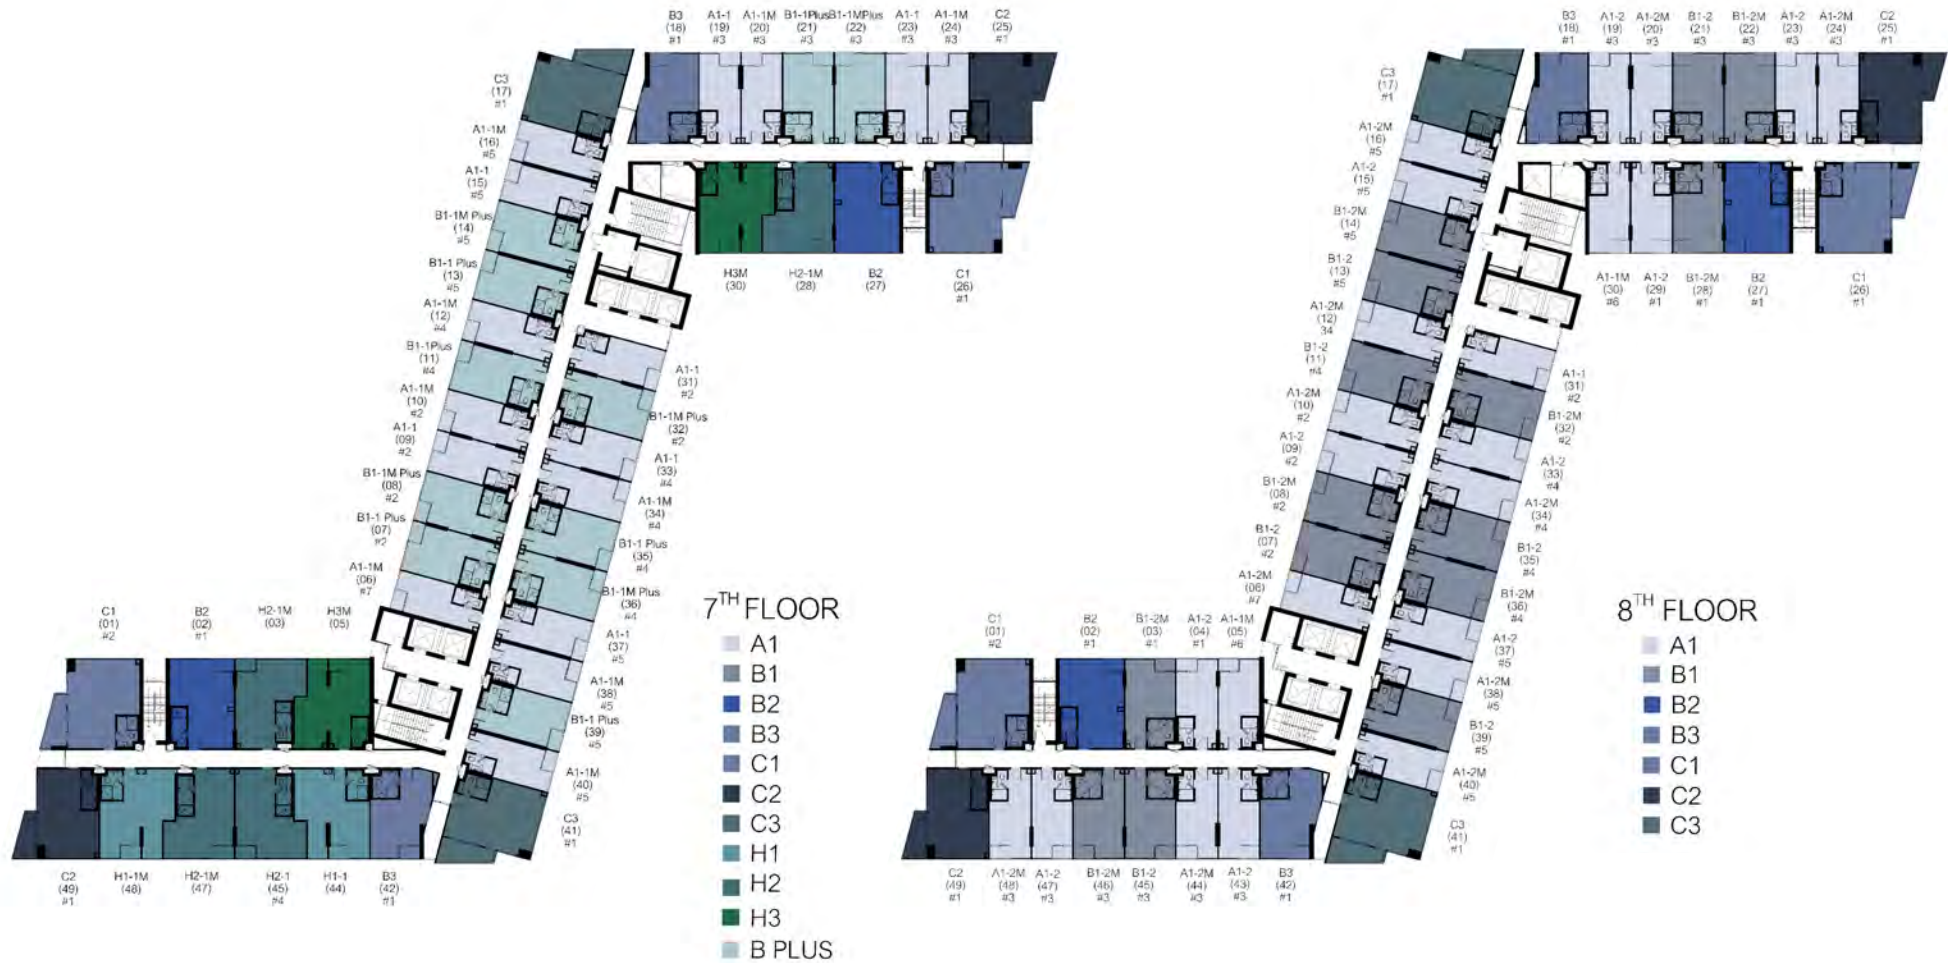 B3
(18)
#1
A1-1
(19)
#3
A1-1M
(20)
#3
B1-1Plus
(21)
#3
B1-1MPlus
(22)
#3
A1-1
(23)
#3
A1-1M
(24)
#3
C2
(25)
#1
C3
(17)
#1
A1-1M
(16)
#5
A1-1
(15)
#5
B1-1M Plus
(14)
#5
B1-1 Plus
(13)
#5
A1-1M
(12)
#4
B1-1Plus
(11)
#4
A1-1M
(10)
#2
A1-1
(09)
#2
B1-1M Plus
(08)
#2
B1-1 Plus
(07)
#2
A1-1M
(06)
#7
H3M
(30)
H2-1M
(28)
B2
(27)
C1
(26)
#1
A1-1
(31)
#2
B1-1M Plus
(32)
#2
A1-1
(33)
#4
A1-1M
(34)
#4
B1-1 Plus
(35)
#4
B1-1M Plus
(36)
#4
A1-1
(37)
#5
A1-1M
(38)
#5
B1-1 Plus
(39)
#5
A1-1M
(40)
#5
C3
(41)
#1
C1
(01)
#2
B2
(02)
#1
H2-1M
(03)
H3M
(05)
C2
(49)
#1
H1-1M
(48)
H2-1M
(47)
H2-1
(45)
#4
H1-1
(44)
B3
(42)
#1
7TH FLOOR
A1
B1
B2
B3
C1
C2
C3
H1
H2
H3
B PLUS
B3
(18)
#1
A1-2
(19)
#3
A1-2M
(20)
#3
B1-2
(21)
#3
B1-2M
(22)
#3
A1-2
(23)
#3
A1-2M
(24)
#3
C2
(25)
#1
C3
(17)
#1
A1-2M
(16)
#5
A1-2
(15)
#5
B1-2M
(14)
#5
B1-2
(13)
#5
A1-2M
(12)
34
B1-2
(11)
#4
A1-2M
(10)
#2
A1-2
(09)
#2
B1-2M
(08)
#2
B1-2
(07)
#2
A1-2M
(06)
#7
A1-1M
(30)
#6
A1-2
(29)
#1
B1-2M
(28)
#1
B2
(27)
#1
C1
(26)
#1
A1-1
(31)
#2
B1-2M
(32)
#2
A1-2
(33)
#4
A1-2M
(34)
#4
B1-2
(35)
#4
B1-2M
(36)
#4
A1-2
(37)
#5
A1-2M
(38)
#5
B1-2
(39)
#5
A1-2M
(40)
#5
C3
(41)
#1
C1
(01)
#2
B2
(02)
#1
B1-2M
(03)
#1
A1-2
(04)
#1
A1-1M
(05)
#6
C2
(49)
#1
A1-2M
(48)
#3
A1-2
(47)
#3
B1-2M
(46)
#3
B1-2
(45)
#3
A1-2M
(44)
#3
A1-2
(43)
#3
B3
(42)
#1
8TH FLOOR
A1
B1
B2
B3
C1
C2
C3